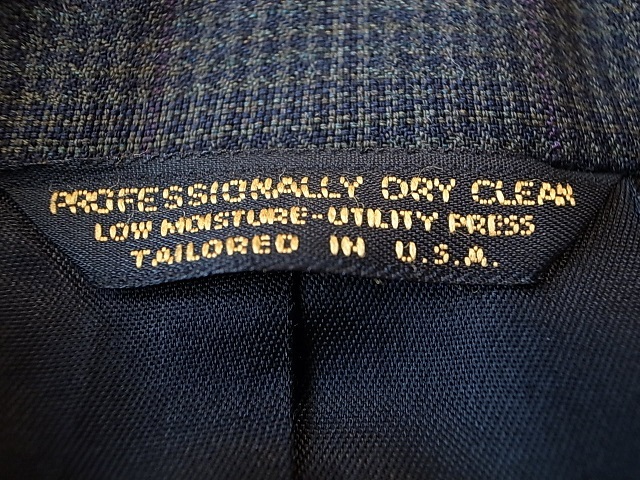 PROFESSIONALLY DRY CLEAN
LOW MOISTURE-UTILITY PRESS
TAILORED IN U.S.A.